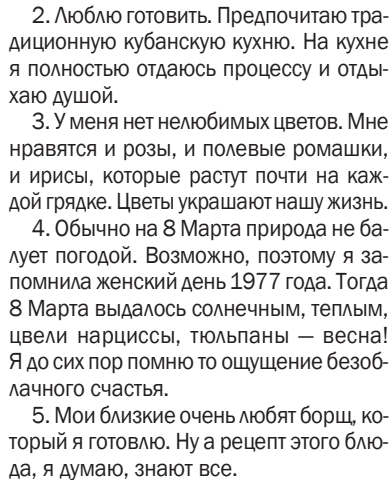 2. Люблю готовить. Предпочитаю тра-
диционную кубанскую кухню. На кухне
я полностью отдаюсь процессу и отды-
хаю душой.
3. У меня нет нелюбимых цветов. Мне
нравятся и розы, и полевые ромашки,
и ирисы, которые растут почти на каж-
дой грядке. Цветы украшают нашу жизнь.
4. Обычно на 8 Марта природа не ба-
лует погодой. Возможно, поэтому я за-
помнила женский день 1977 года. Тогда
8 Марта выдалось солнечным, теплым,
цвели нарциссы, тюльпаны — весна!
Я до сих пор помню то ощущение безоб-
лачного счастья.
5. Мои близкие очень любят борщ, ко-
торый я готовлю. Ну а рецепт этого блю-
да, я думаю, знают все.